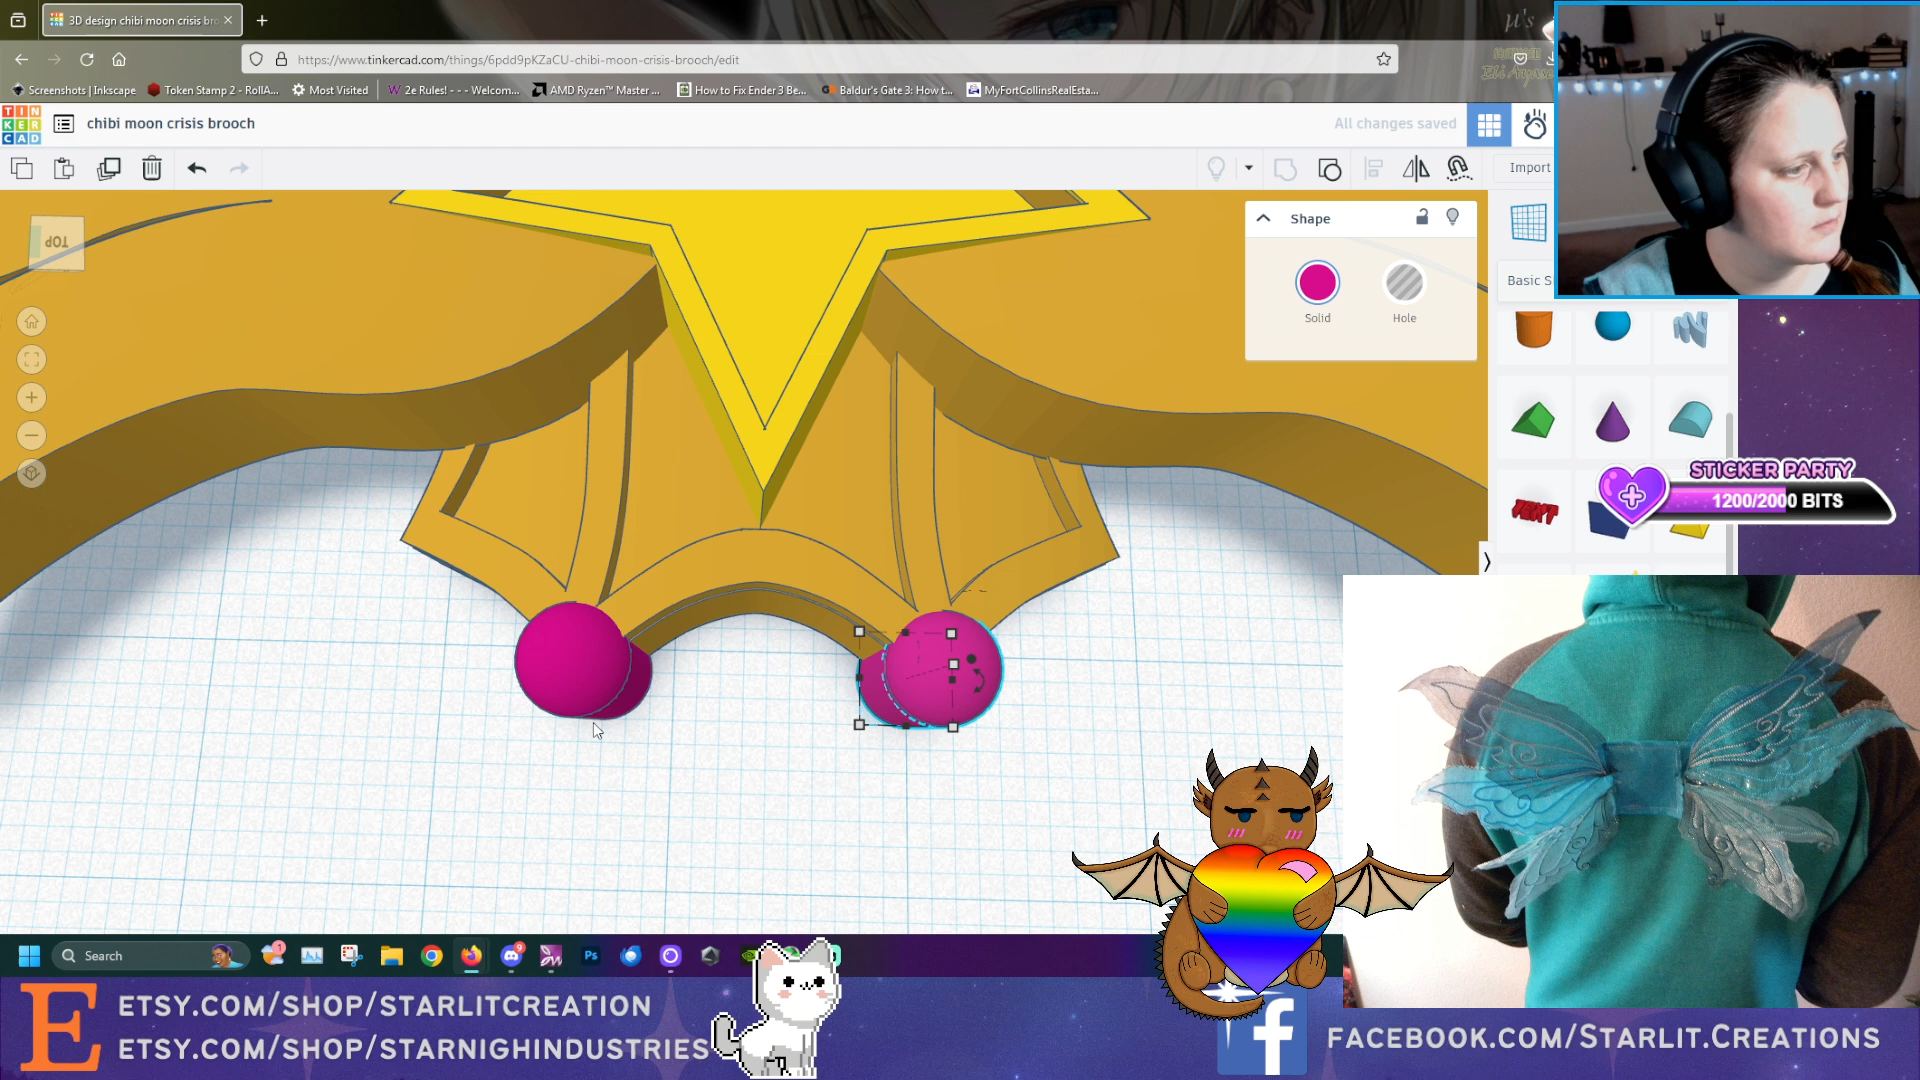 3D design chibi moon crisis bro
μ's
https://www.tinkercad.com/things/6pdd9pKZaCU-chibi-moon-crisis-brooch/edit
Screenshots | Inkscape
Token Stamp 2 - RollA...
Most Visited
2e Rules! - - - Welcom...
AMD Ryzen™ Master ...
How to Fix Ender 3 Be...
Baldur's Gate 3: How t...
MyFortCollinsRealEsta...
TIN
KER
CAD
chibi moon crisis brooch
All changes saved
Import
TOP
Shape
Solid
Hole
Basic S
TEXT
STICKER PARTY
1200/2000 BITS
Search
1
9
Ps
E
ETSY.COM/SHOP/STARLITCREATION
ETSY.COM/SHOP/STARNIGHINDUSTRIES
f
FACEBOOK.COM/STARLIT.CREATIONS